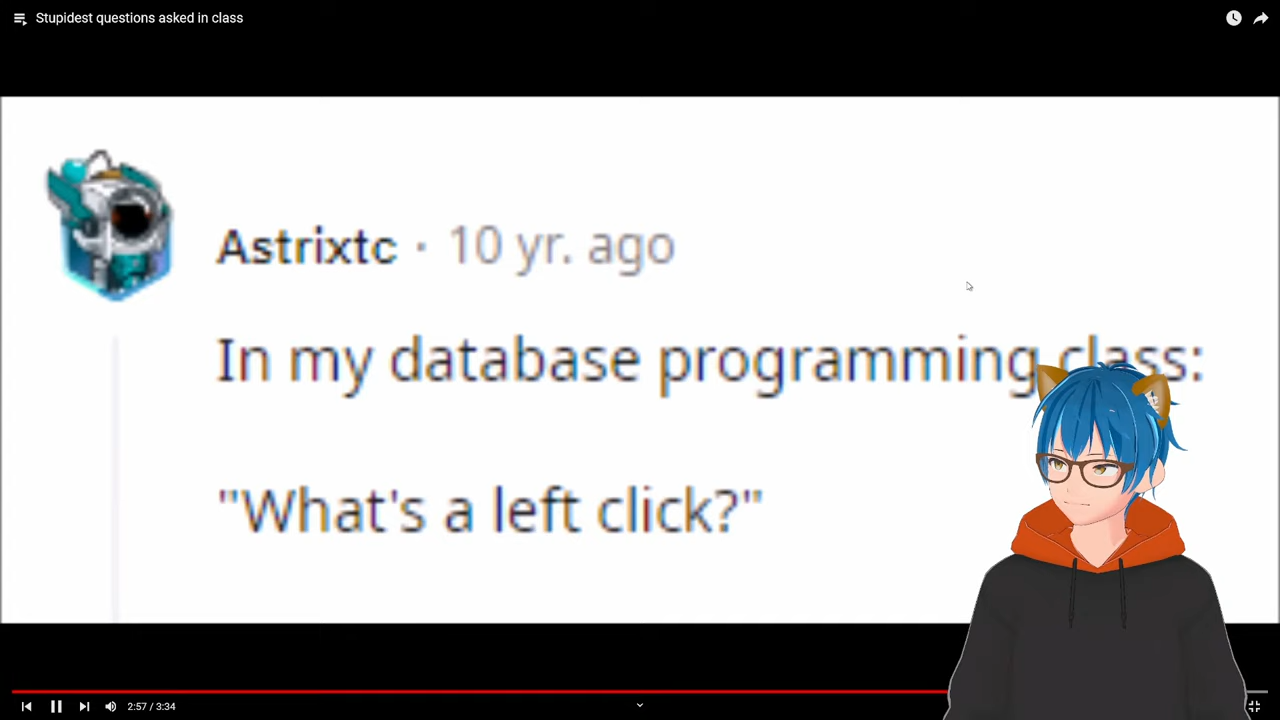 Stupidest questions asked in class
Astrixtc · 10 yr. ago
In my database programming class:
"What's a left click?"
2:57 / 3:34